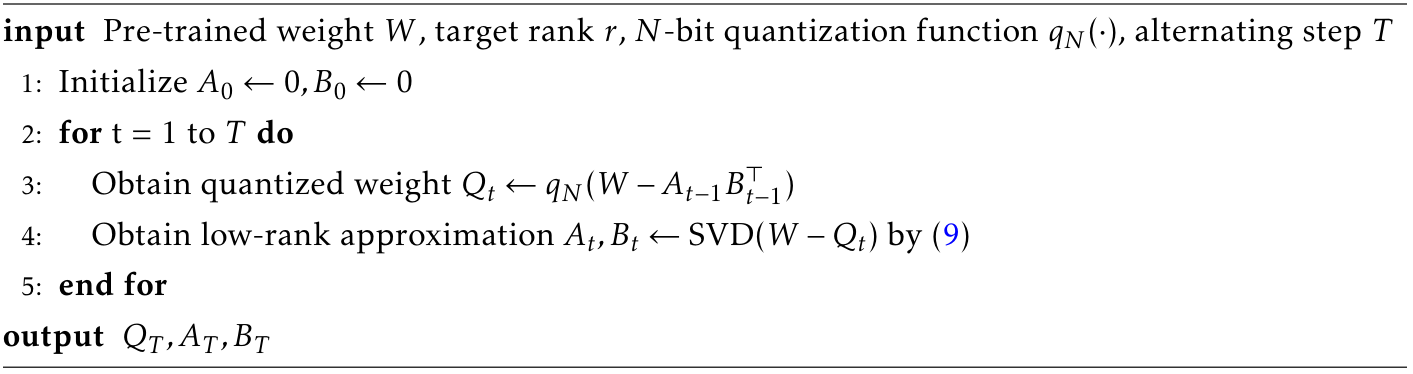 input Pre-trained weight W, target rank r, N-bit quantization function q_N(·), alternating step T
1: Initialize A_0 ← 0, B_0 ← 0
2: for t = 1 to T do
3: Obtain quantized weight Q_t ← q_N(W − A_{t−1}B_{t−1}^⊤)
4: Obtain low-rank approximation A_t, B_t ← SVD(W − Q_t) by (9)
5: end for
output Q_T, A_T, B_T